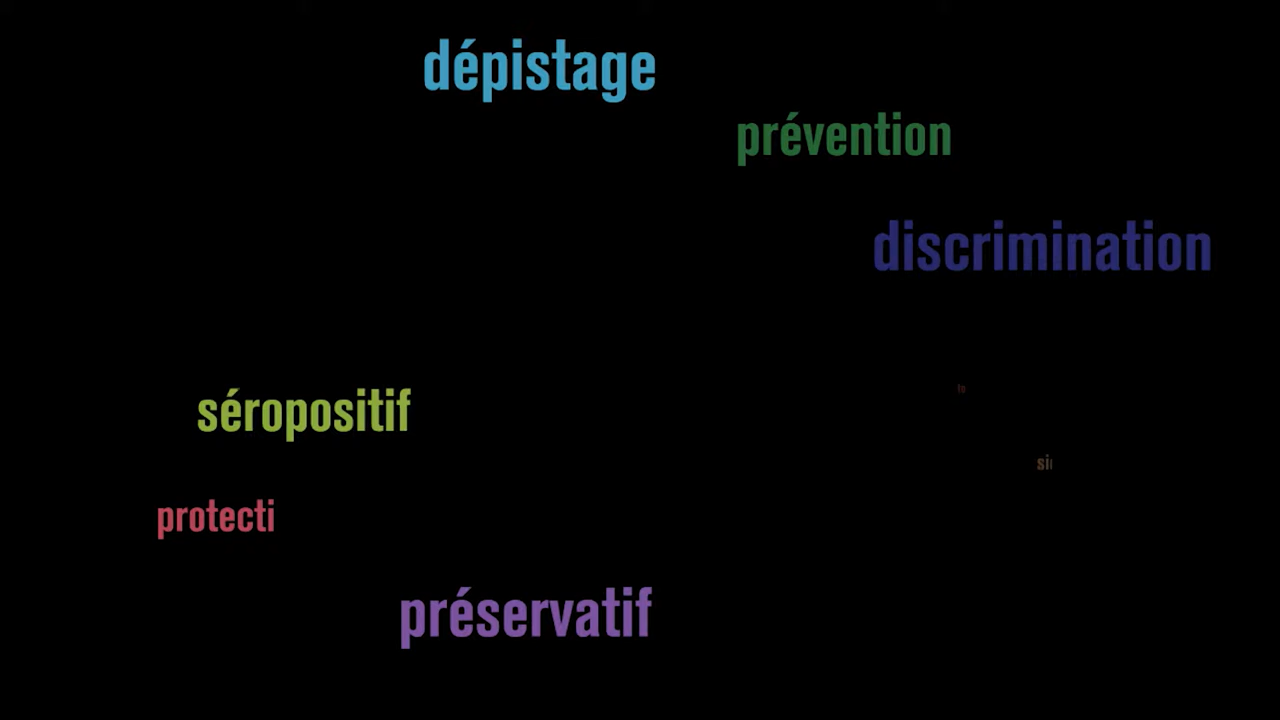 dépistage
prévention
discrimination
séropositif
protecti
préservatif